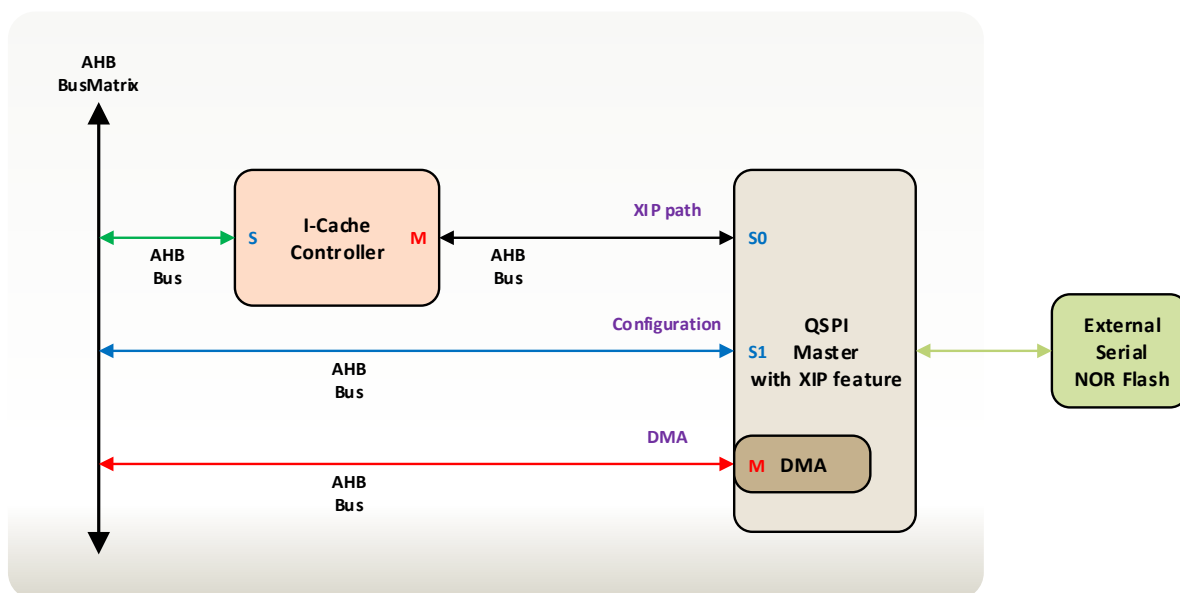 AHB
BusMatrix
I-Cache
Controller
S
M
AHB
Bus
XIP path
AHB
Bus
S0
Configuration
S1
AHB
Bus
QSPI
Master
with XIP feature
External
Serial
NOR Flash
DMA
M
DMA
AHB
Bus